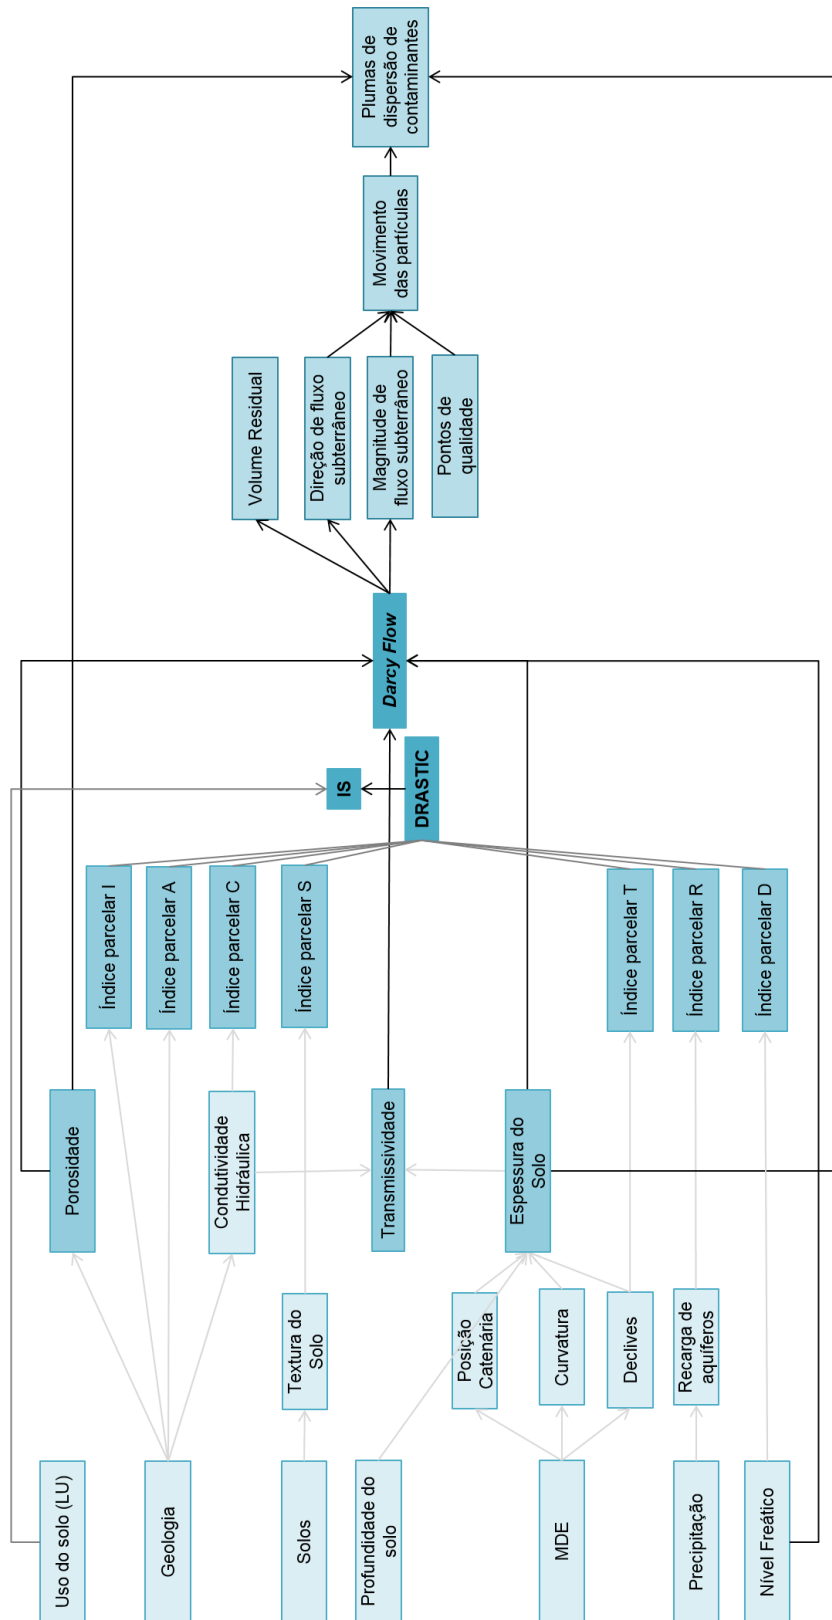 Uso do solo (LU)
Geologia
Solos
Profundidade do
solo
MDE
Precipitação
Nível Freático
Textura do
Solo
Posição
Catenária
Curvatura
Declives
Recarga de
aquíferos
Porosidade
Condutividade
Hidráulica
Transmissividade
Espessura do
Solo
Índice parcelar I
Índice parcelar A
Índice parcelar C
Índice parcelar S
Índice parcelar T
Índice parcelar R
Índice parcelar D
IS
DRASTIC
Darcy Flow
Volume Residual
Direção de fluxo
subterrâneo
Magnitude de
fluxo subterrâneo
Pontos de
qualidade
Movimento
das partículas
Plumas de
dispersão de
contaminantes